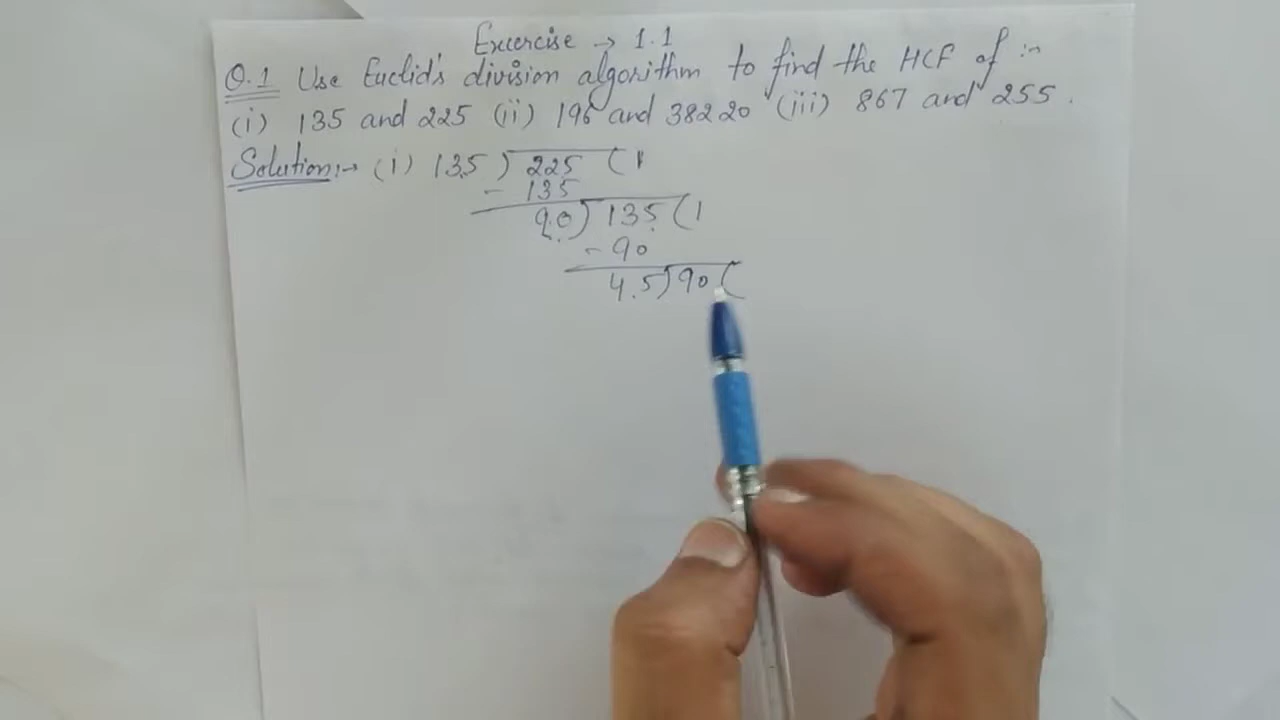 Excercise → 1.1
Q.1 Use Euclid's division algorithm to find the HCF of :-
(i) 135 and 225 (ii) 196 and 38220 (iii) 867 and 255.
Solution:→ (i) 135 ) 225 ( 1
- 135
90 ) 135 ( 1
- 90
45 ) 90 (